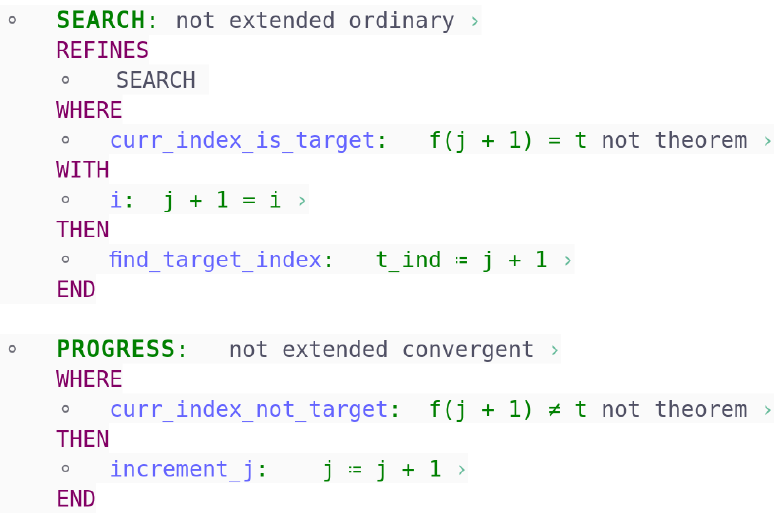 SEARCH: not extended ordinary ›
REFINES
SEARCH
WHERE
curr_index_is_target: f(j + 1) = t not theorem ›
WITH
i: j + 1 = i ›
THEN
find_target_index: t_ind ≔ j + 1 ›
END
PROGRESS: not extended convergent ›
WHERE
curr_index_not_target: f(j + 1) ≠ t not theorem ›
THEN
increment_j: j ≔ j + 1 ›
END